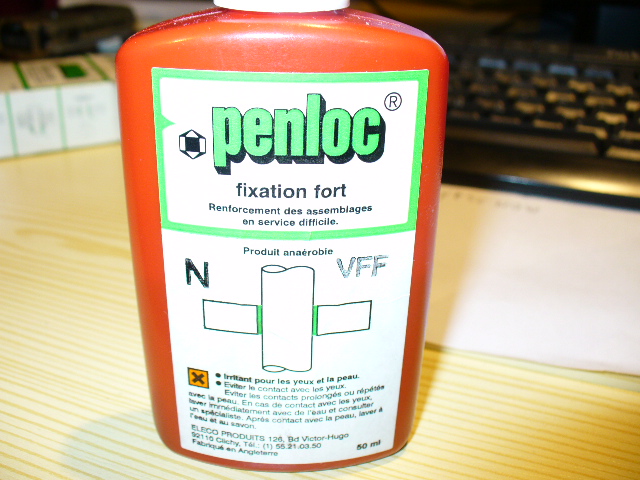 penloc®
fixation fort
Renforcement des assemblages
en service difficile.
Produit anaérobie
N VFF
• Irritant pour les yeux et la peau.
• Eviter le contact avec les yeux.
Eviter les contacts prolongés ou répétés
avec la peau. En cas de contact avec les yeux,
laver immédiatement avec de l'eau et consulter
un spécialiste. Après contact avec la peau, laver à
l'eau et au savon.
ELECO PRODUITS 126, Bd Victor-Hugo
92115 Clichy, Tél.: (1) 55.21.03.50
Fabriqué en Angleterre
50 ml